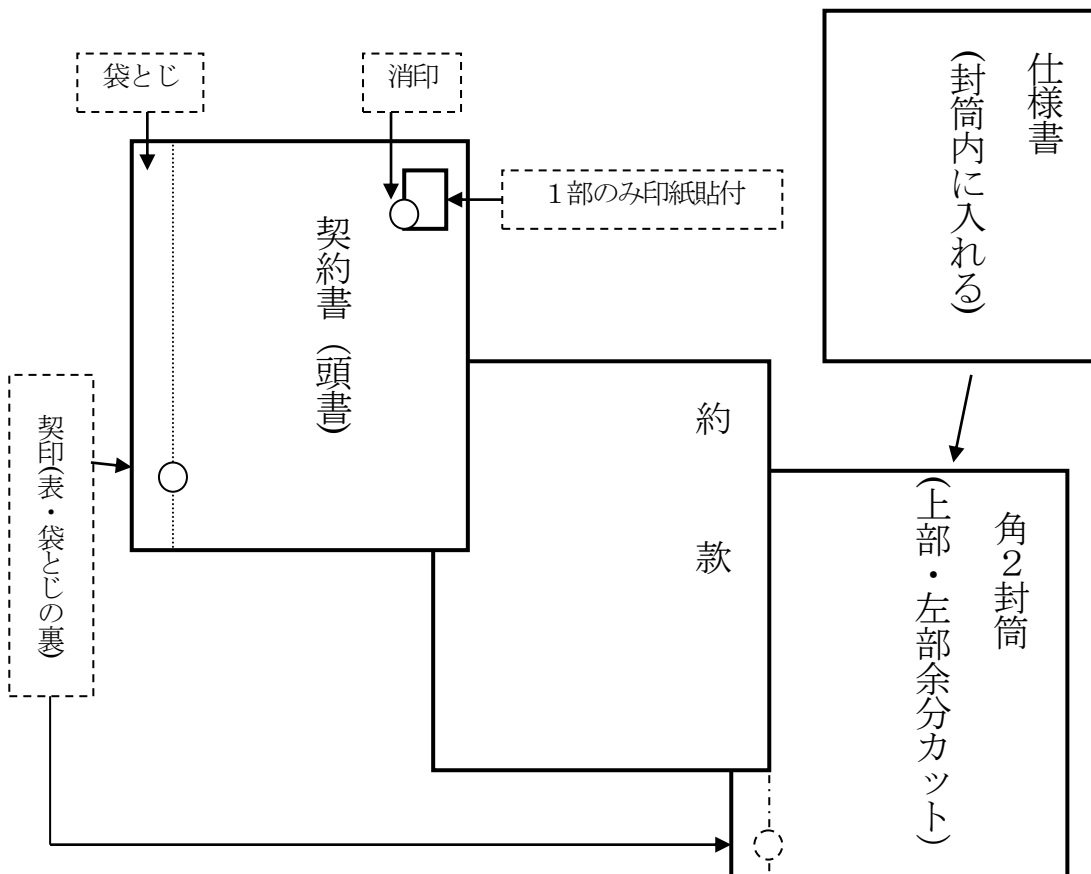 袋とじ
消印
１部のみ印紙貼付
契約書（頭書）
契印(表・袋とじの裏)
約款
仕様書
(封筒内に入れる)
角２封筒
(上部・左部余分カット)